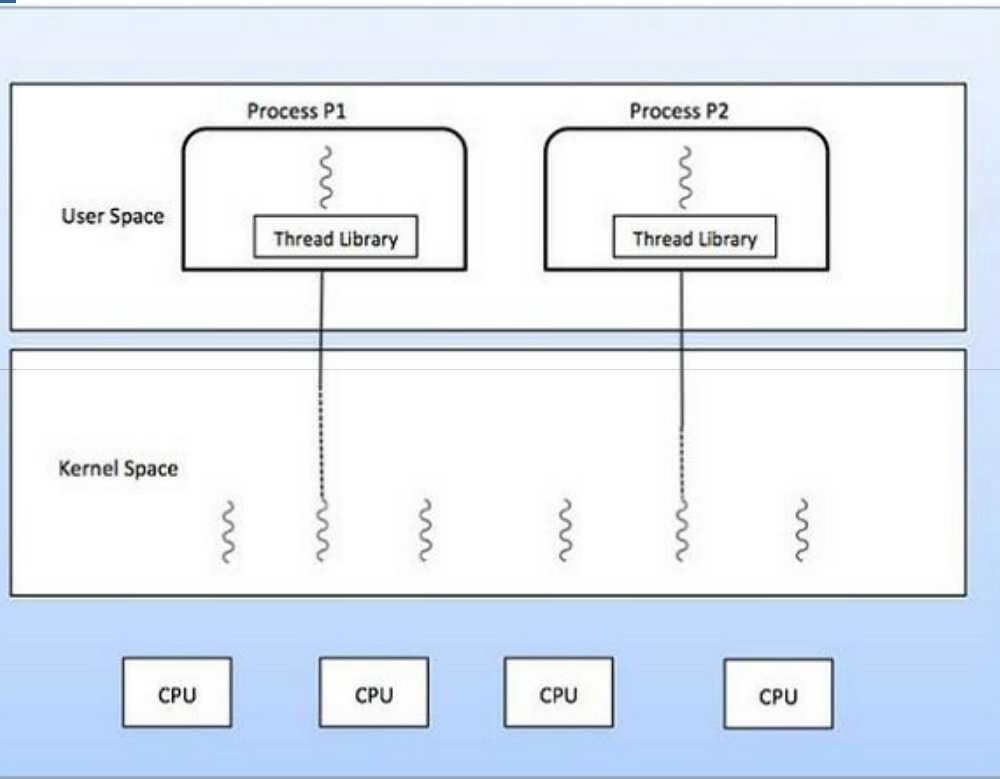 Process P1
Process P2
User Space
Thread Library
Thread Library
Kernel Space
CPU
CPU
CPU
CPU